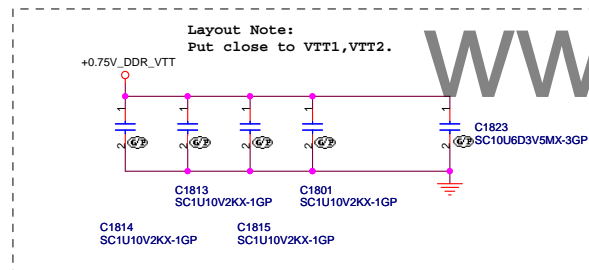 Layout Note:
Put close to VTT1,VTT2.
+0.75V_DDR_VTT
WW
1 1 1 1 1
2 2 2 2 2
G/P G/P G/P G/P G/P
C1823
SC10U6D3V5MX-3GP
C1813
SC1U10V2KX-1GP
C1801
SC1U10V2KX-1GP
C1814
SC1U10V2KX-1GP
C1815
SC1U10V2KX-1GP